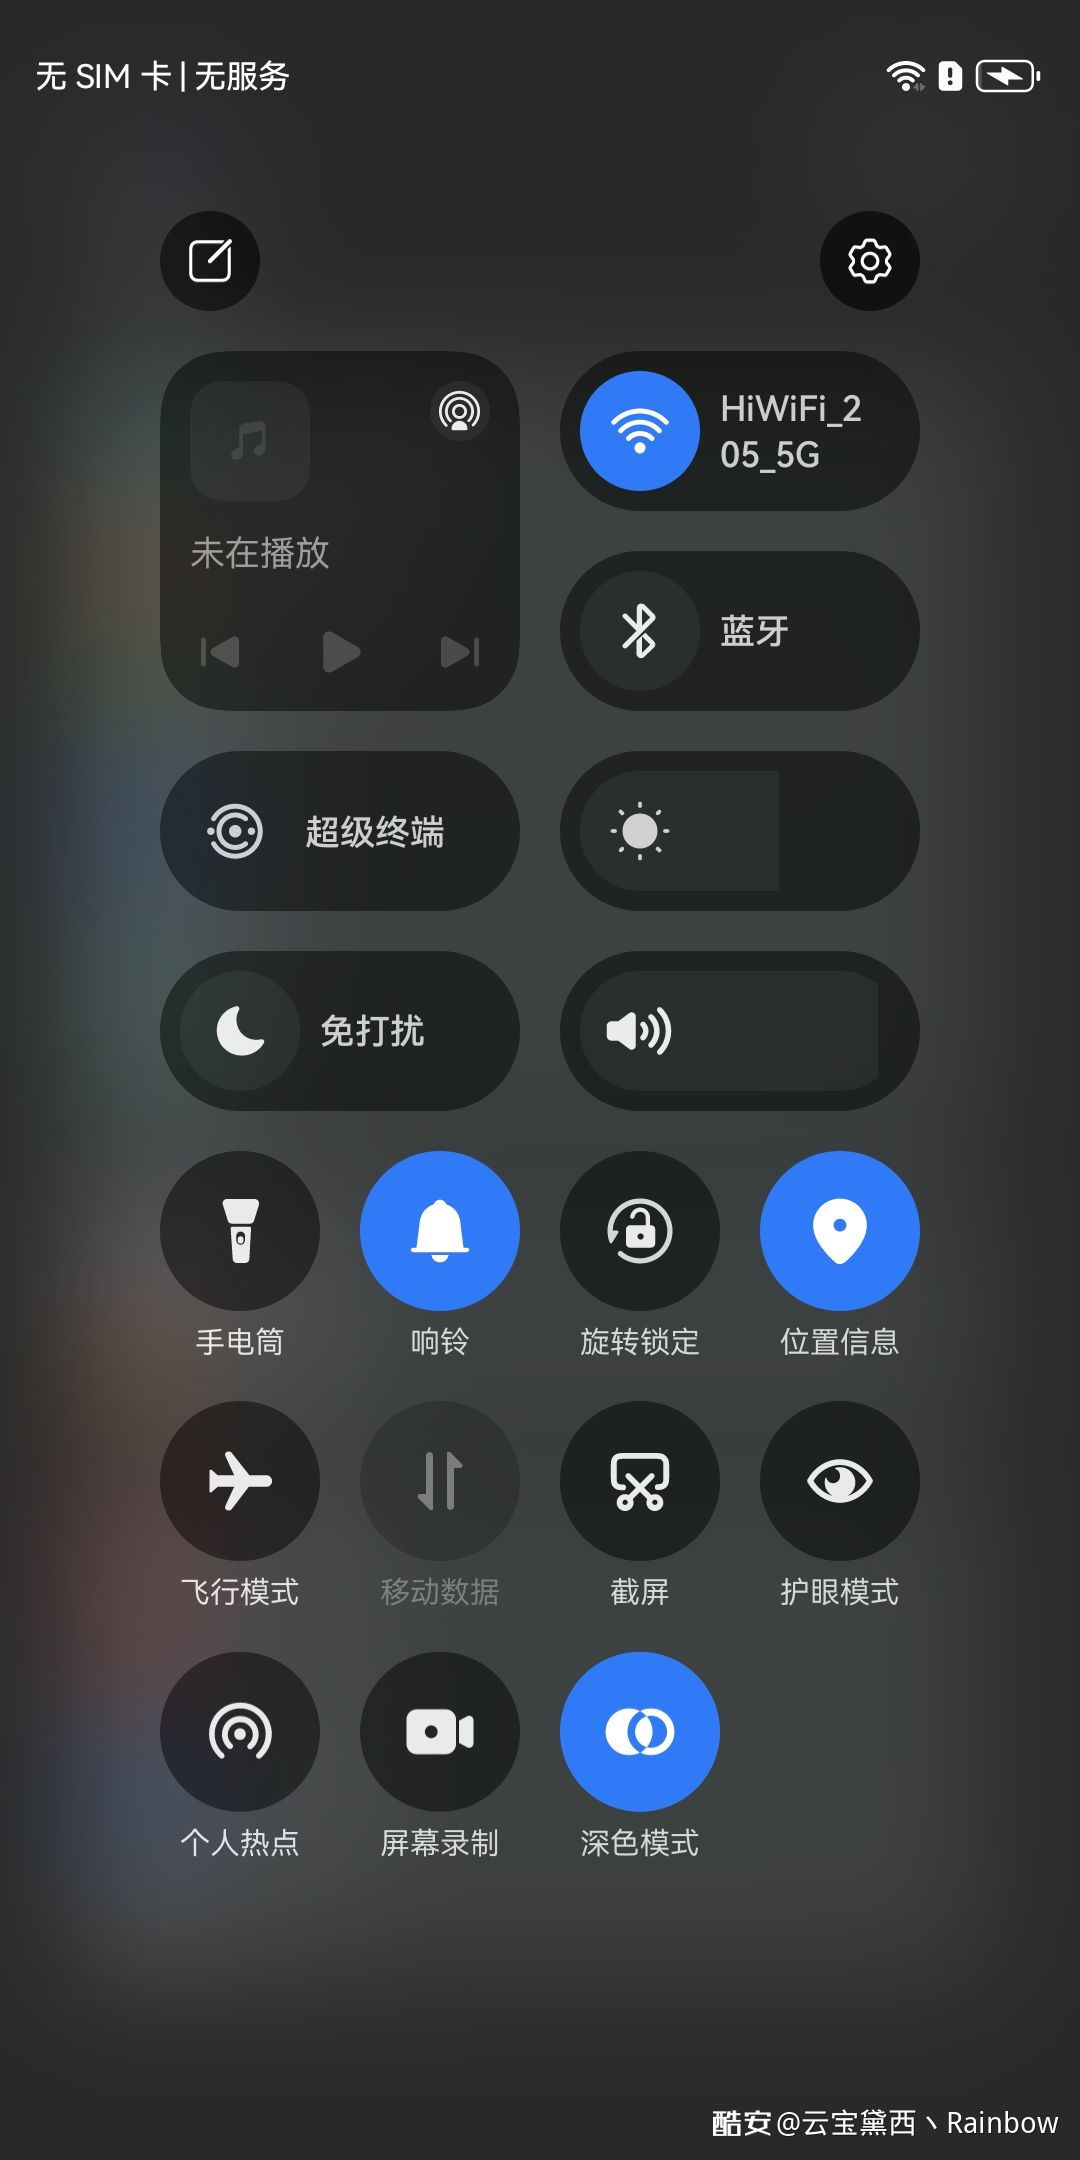 无 SIM 卡 | 无服务
未在播放
HiWiFi_2
05_5G
蓝牙
超级终端
免打扰
手电筒
响铃
旋转锁定
位置信息
飞行模式
移动数据
截屏
护眼模式
个人热点
屏幕录制
深色模式
酷安 @云宝黛西丶Rainbow